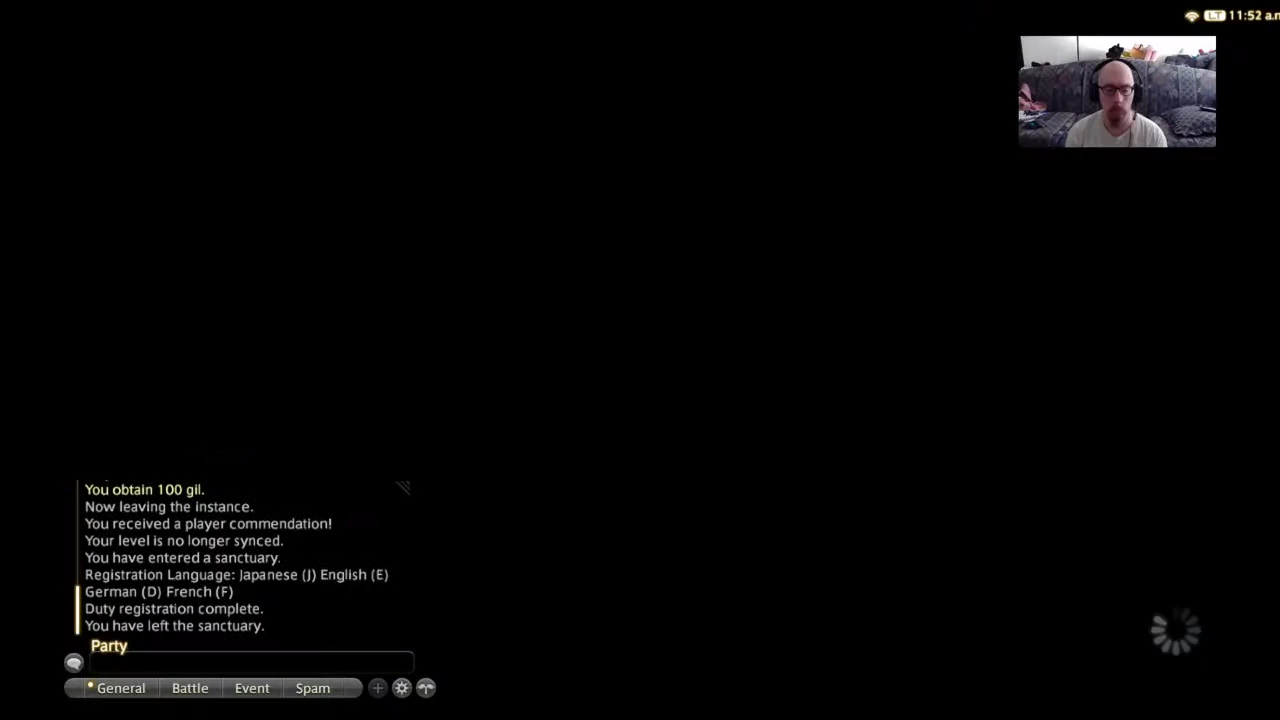 LT 11:52 a.m
You obtain 100 gil.
Now leaving the instance.
You received a player commendation!
Your level is no longer synced.
You have entered a sanctuary.
Registration Language: Japanese (J) English (E)
German (D) French (F)
Duty registration complete.
You have left the sanctuary.
Party
General Battle Event Spam